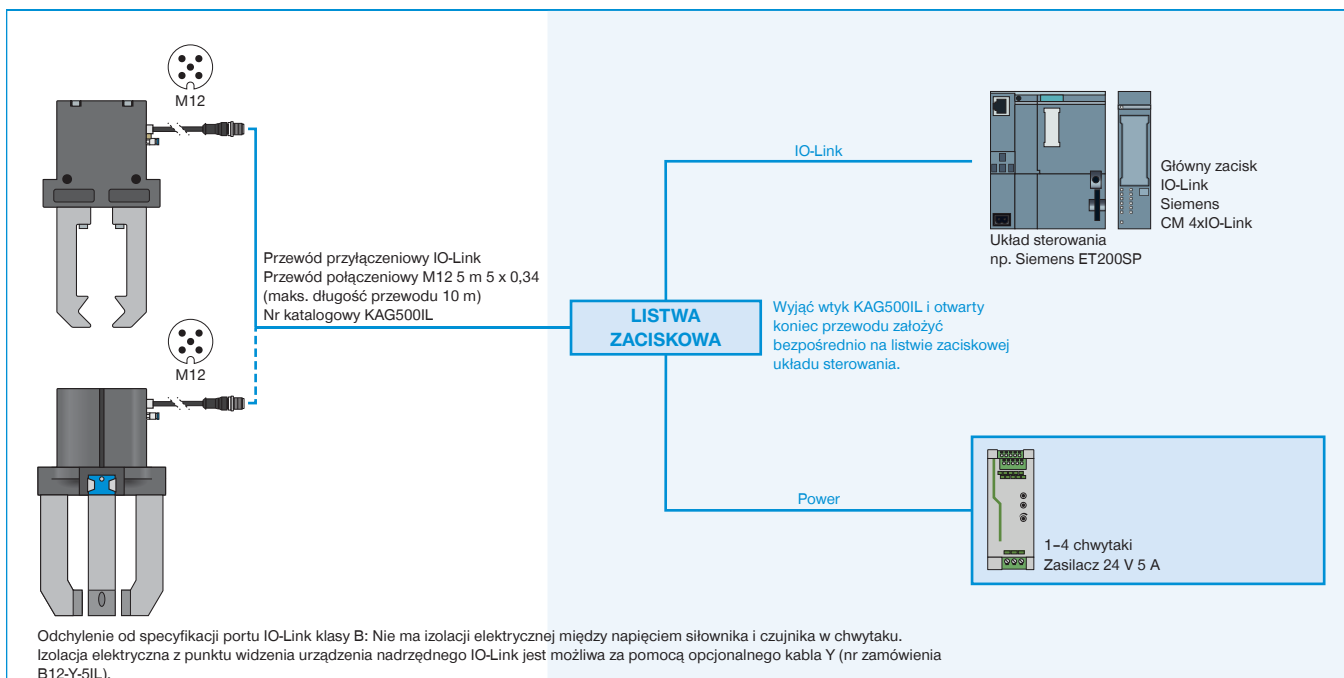 M12
Przewód przyłączeniowy IO-Link
Przewód połączeniowy M12 5 m 5 x 0,34
(maks. długość przewodu 10 m)
Nr katalogowy KAG500IL
M12
LISTWA
ZACISKOWA
IO-Link
Układ sterowania
np. Siemens ET200SP
Główny zacisk
IO-Link
Siemens
CM 4xIO-Link
Wyjąć wtyk KAG500IL i otwarty
koniec przewodu założyć
bezpośrednio na listwie zaciskowej
układu sterowania.
Power
1–4 chwytaki
Zasilacz 24 V 5 A
Odchylenie od specyfikacji portu IO-Link klasy B: Nie ma izolacji elektrycznej między napięciem siłownika i czujnika w chwytaku.
Izolacja elektryczna z punktu widzenia urządzenia nadrzędnego IO-Link jest możliwa za pomocą opcjonalnego kabla Y (nr zamówienia
B12-Y-5IL).